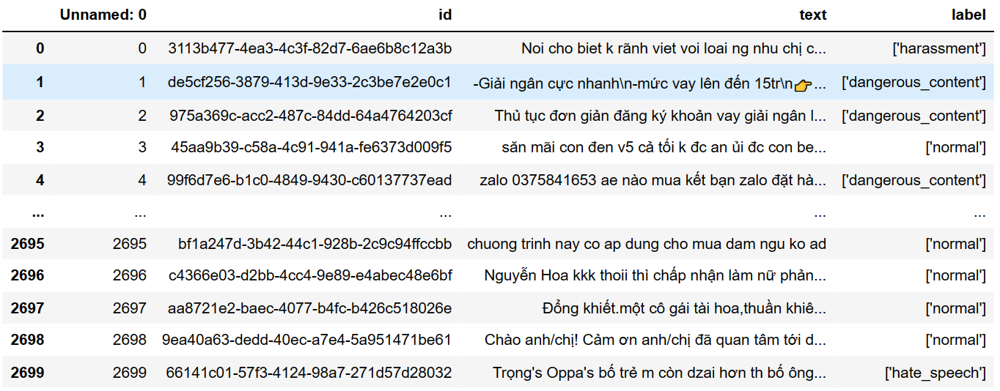 Unnamed: 0 id text label
0 0 3113b477-4ea3-4c3f-82d7-6ae6b8c12a3b Noi cho biet k rãnh viet voi loai ng nhu chị c... ['harassment']
1 1 de5cf256-3879-413d-9e33-2c3be7e2e0c1 -Giải ngân cực nhanh\n-mức vay lên đến 15tr\n👉... ['dangerous_content']
2 2 975a369c-acc2-487c-84dd-64a4764203cf Thủ tục đơn giản đăng ký khoản vay giải ngân l... ['dangerous_content']
3 3 45aa9b39-c58a-4c91-941a-fe6373d009f5 săn mãi con đen v5 cả tối k đc an ủi đc con be... ['normal']
4 4 99f6d7e6-b1c0-4849-9430-c60137737ead zalo 0375841653 ae nào mua kết bạn zalo đặt hà... ['dangerous_content']
... ... ... ... ...
2695 2695 bf1a247d-3b42-44c1-928b-2c9c94ffccbb chuong trinh nay co ap dung cho mua dam ngu ko ad ['normal']
2696 2696 c4366e03-d2bb-4cc4-9e89-e4abec48e6bf Nguyễn Hoa kkk thoii thì chấp nhận làm nữ phản... ['normal']
2697 2697 aa8721e2-baec-4077-b4fc-b426c518026e Đổng khiết.một cô gái tài hoa,thuần khiê... ['normal']
2698 2698 9ea40a63-dedd-40ec-a7e4-5a951471be61 Chào anh/chị! Cảm ơn anh/chị đã quan tâm tới d... ['normal']
2699 2699 66141c01-57f3-4124-98a7-271d57d28032 Trọng's Oppa's bố trẻ m còn dzai hơn th bố ông... ['hate_speech']